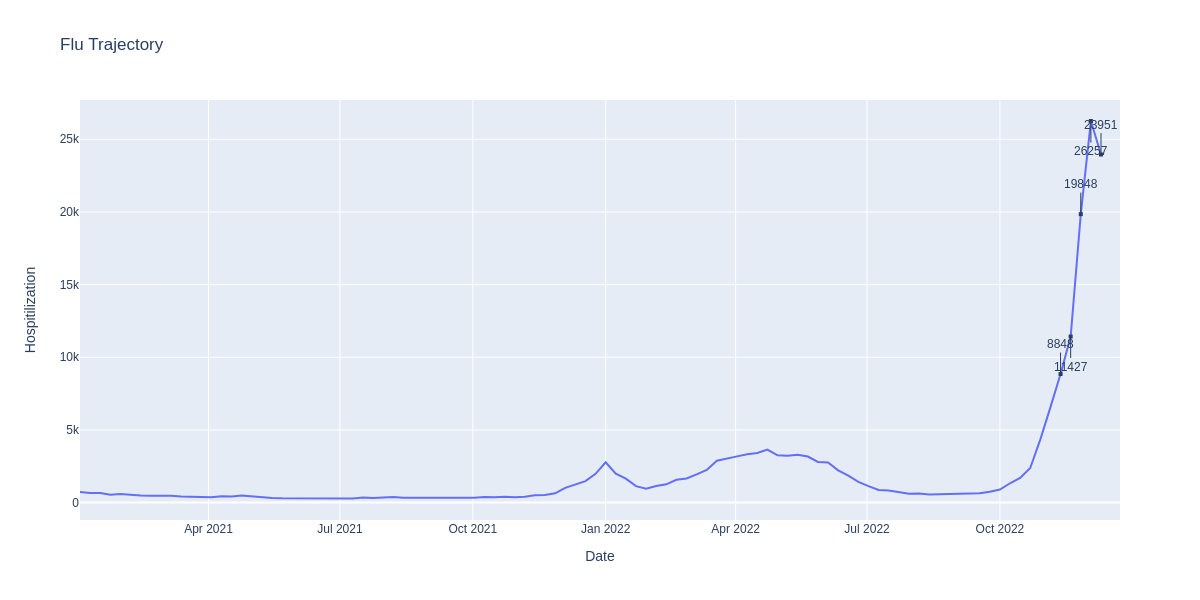 Flu Trajectory
23951
25k
26257
19848
20k
15k
8848
10k
11427
5k
0
Apr 2021
Jul 2021
Oct 2021
Jan 2022
Apr 2022
Jul 2022
Oct 2022
Date
Hospitilization